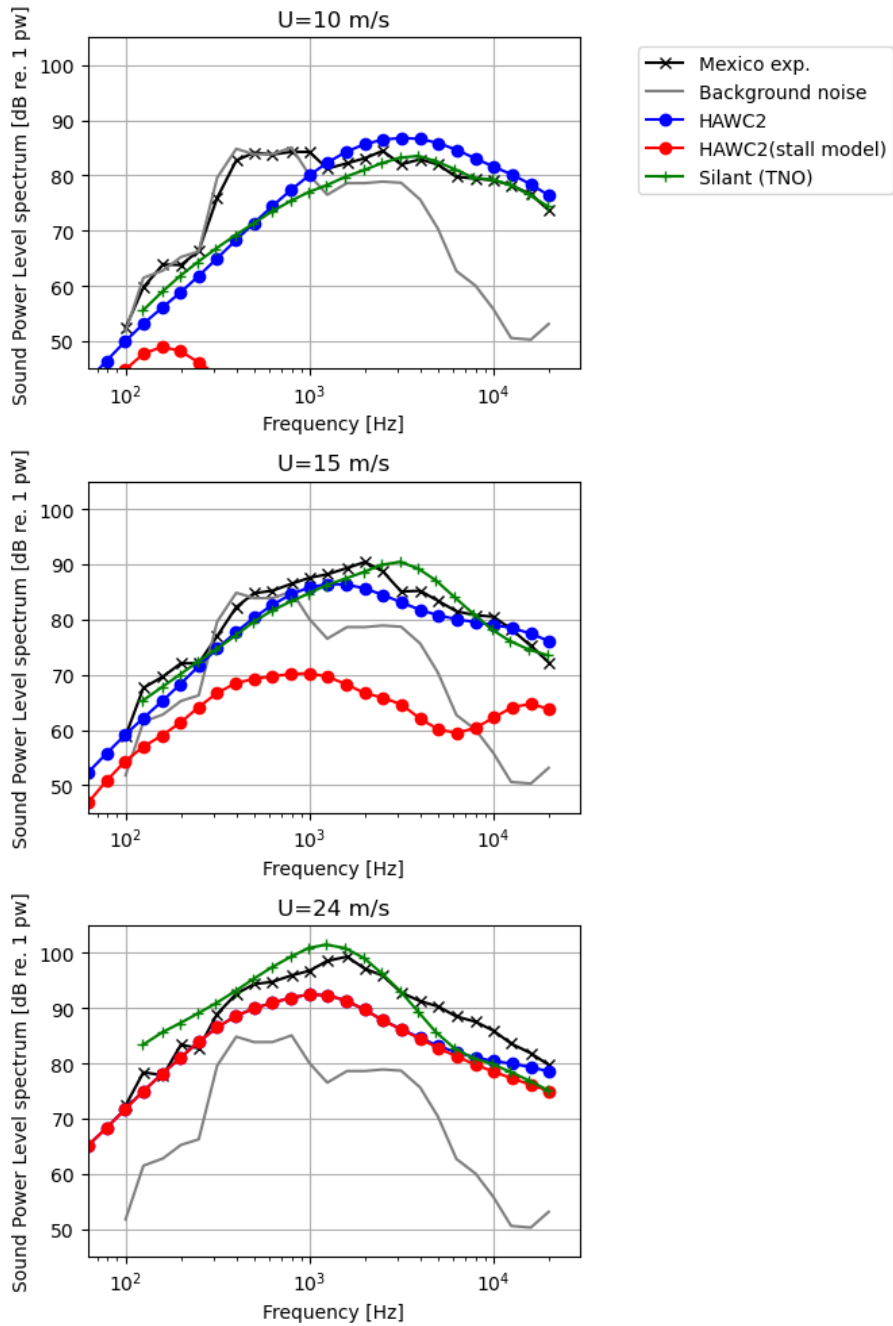 U=10 m/s
Sound Power Level spectrum [dB re. 1 pw]
100
90
80
70
60
50
10²
10³
10⁴
Frequency [Hz]
Mexico exp.
Background noise
HAWC2
HAWC2(stall model)
Silant (TNO)
U=15 m/s
Sound Power Level spectrum [dB re. 1 pw]
100
90
80
70
60
50
10²
10³
10⁴
Frequency [Hz]
U=24 m/s
Sound Power Level spectrum [dB re. 1 pw]
100
90
80
70
60
50
10²
10³
10⁴
Frequency [Hz]